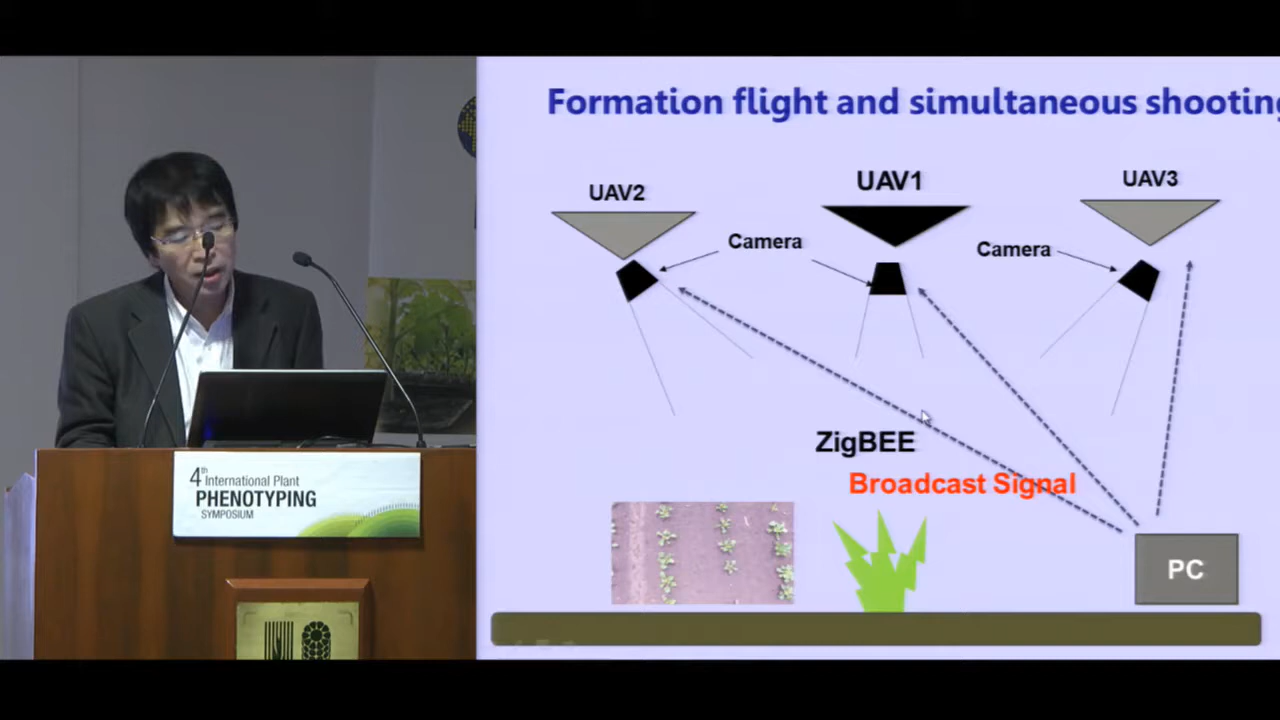 Formation flight and simultaneous shooting
UAV2
UAV1
UAV3
Camera
Camera
ZigBEE
Broadcast Signal
PC
4th International Plant
PHENOTYPING
SYMPOSIUM